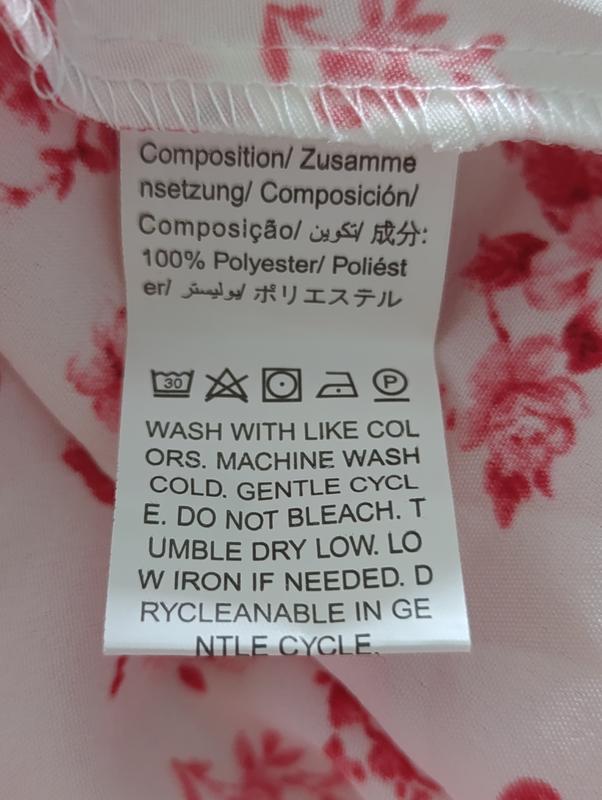 Composition/ Zusamme
nsetzung/ Composición/
Composição/ تكوين/ 成分:
100% Polyester/ Poliést
er/ بوليستر/ ポリエステル
30 P
WASH WITH LIKE COL
ORS. MACHINE WASH
COLD. GENTLE CYCL
E. DO NOT BLEACH. T
UMBLE DRY LOW. LO
W IRON IF NEEDED. D
RYCLEANABLE IN GE
NTLE CYCLE.